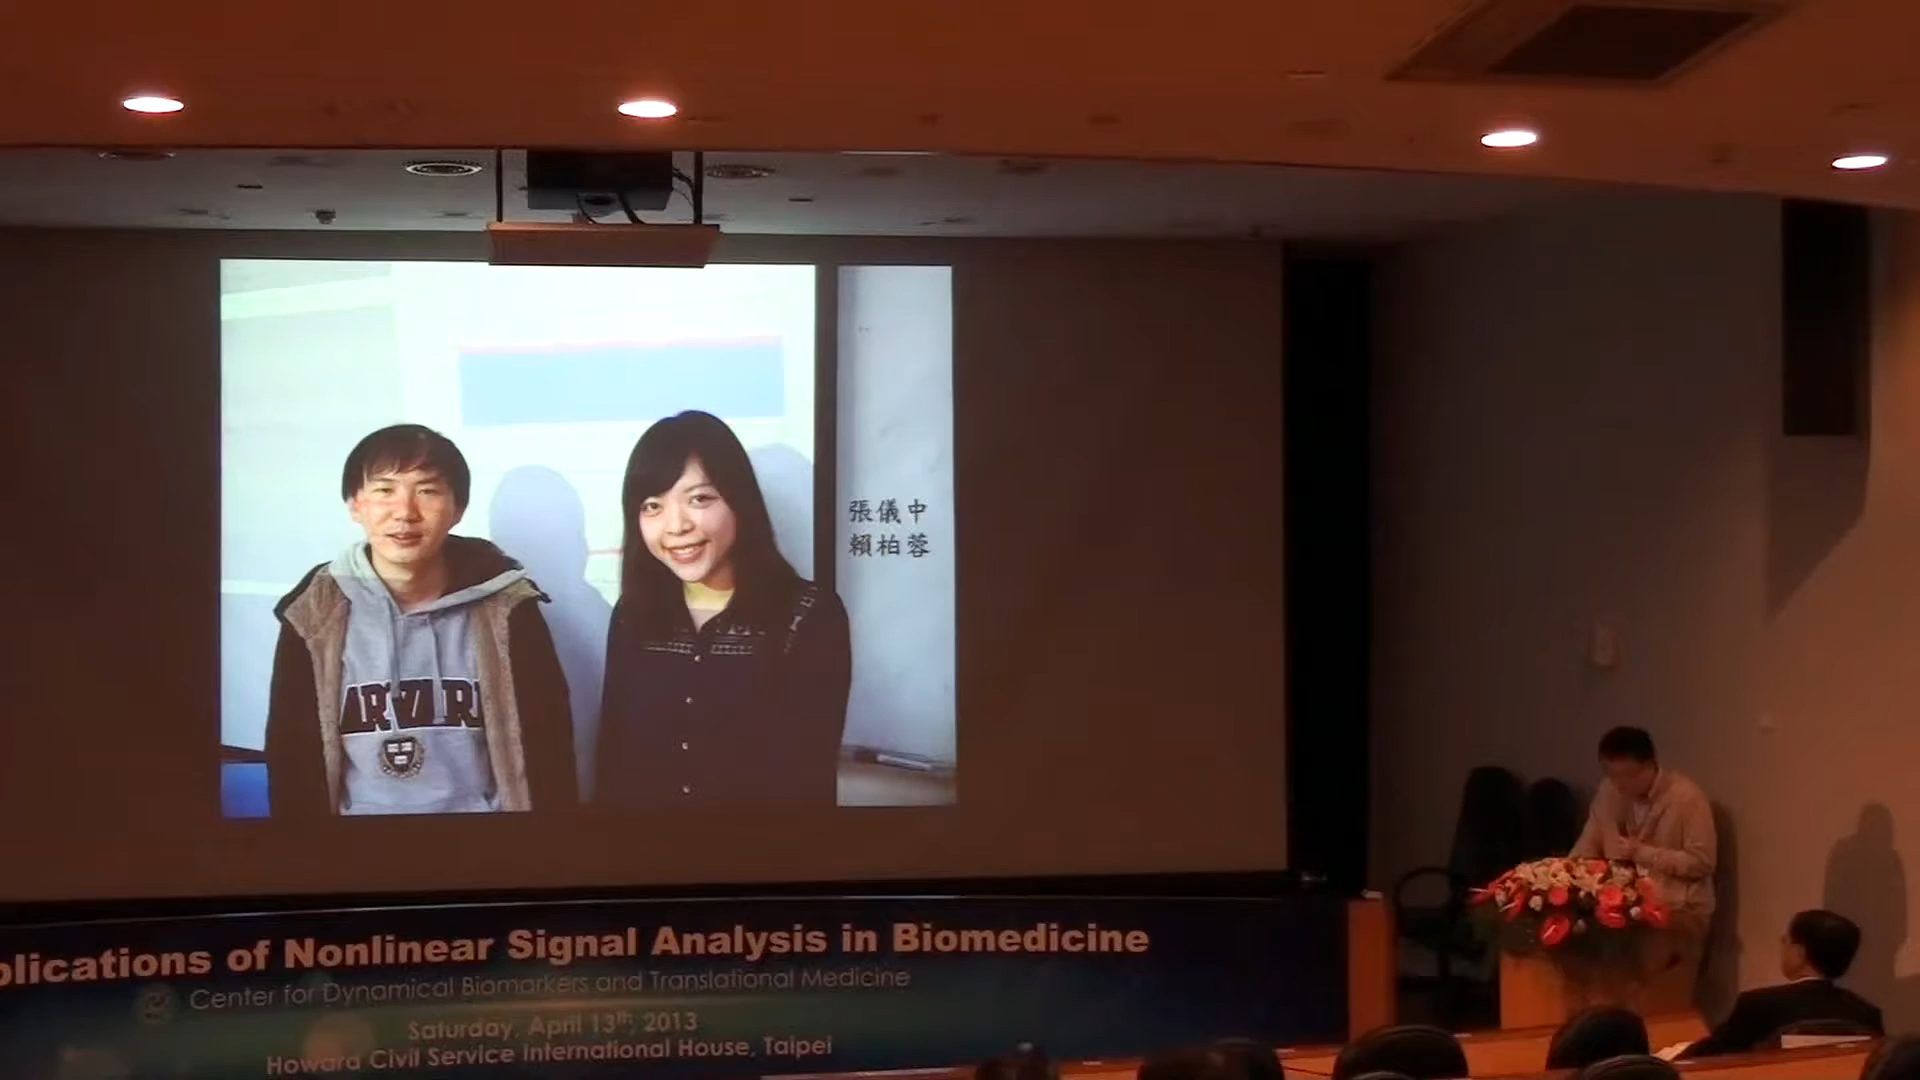 張儀中
賴柏蓉
ARVAR
plications of Nonlinear Signal Analysis in Biomedicine
Center for Dynamical Biomarkers and Translational Medicine
Saturday, April 13th, 2013
Howard Civil Service International House, Taipei